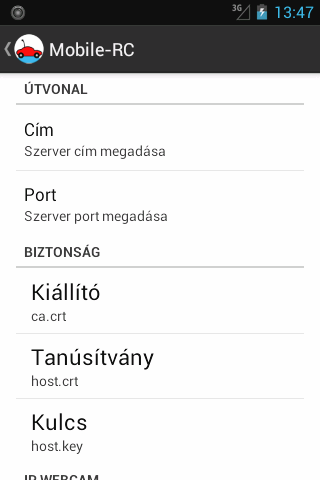 3G 13:47
Mobile-RC
ÚTVONAL
Cím
Szerver cím megadása
Port
Szerver port megadása
BIZTONSÁG
Kiállító
ca.crt
Tanúsítvány
host.crt
Kulcs
host.key
IP WEBCAM